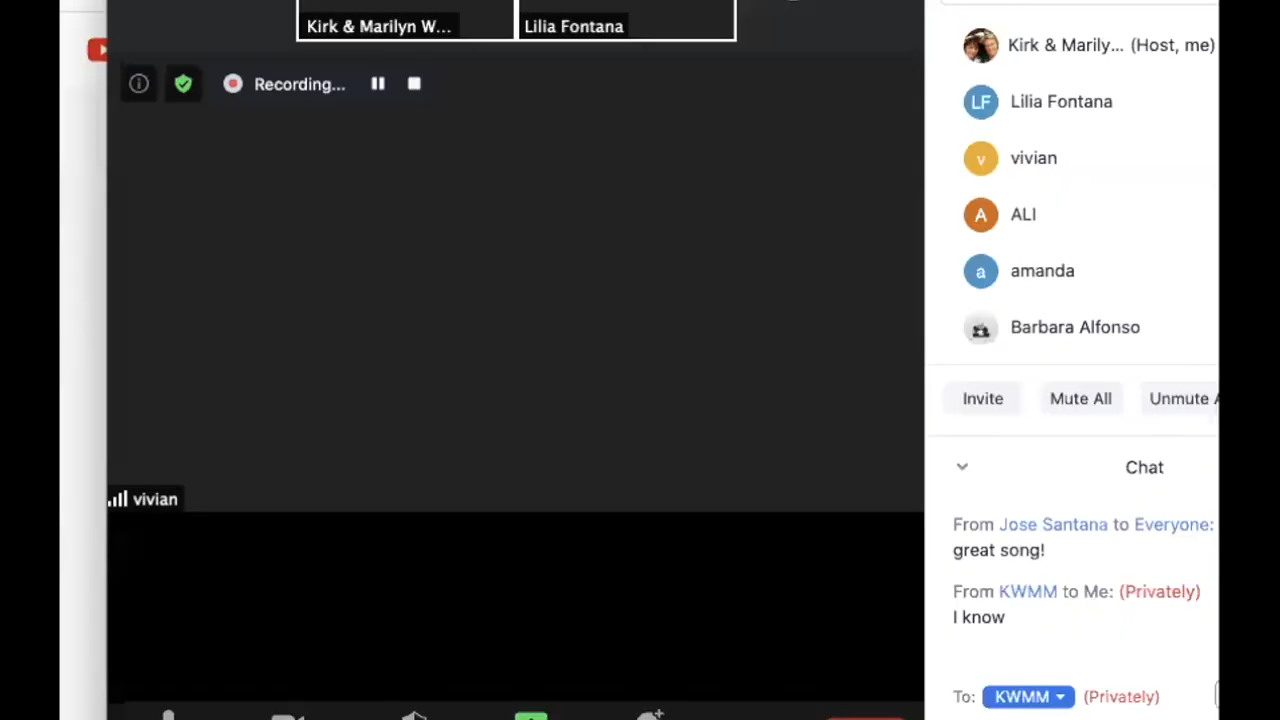 Kirk & Marilyn W...
Lilia Fontana
Recording...
vivian
Kirk & Marily... (Host, me)
LF Lilia Fontana
v vivian
A ALI
a amanda
Barbara Alfonso
Invite Mute All Unmute A
Chat
From Jose Santana to Everyone:
great song!
From KWMM to Me: (Privately)
I know
To: KWMM (Privately)